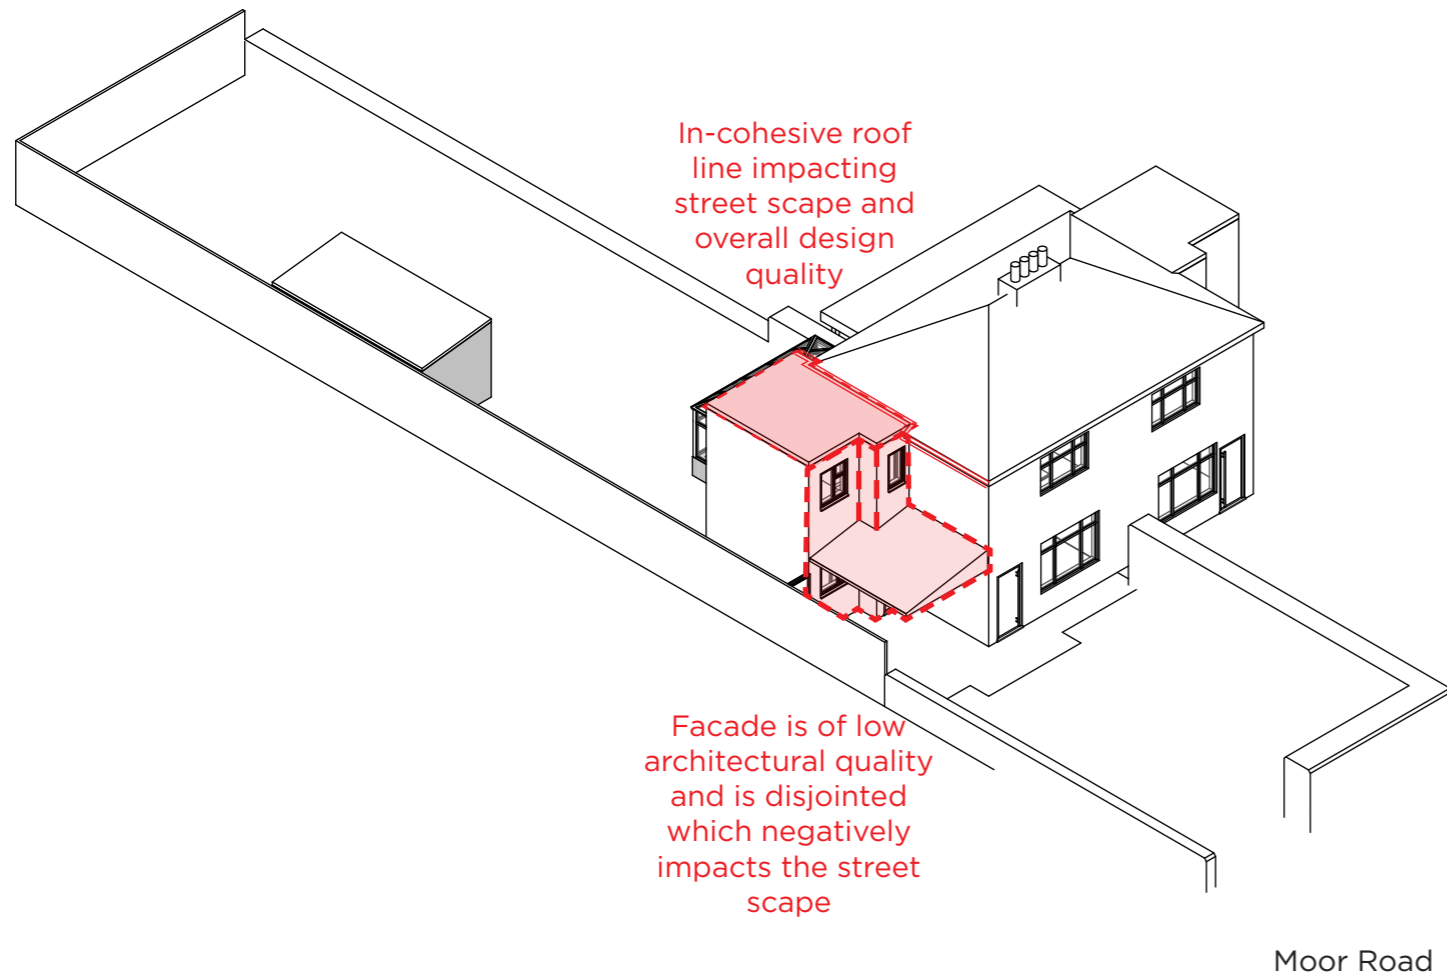 In-cohesive roof
line impacting
street scape and
overall design
quality
Facade is of low
architectural quality
and is disjointed
which negatively
impacts the street
scape
Moor Road